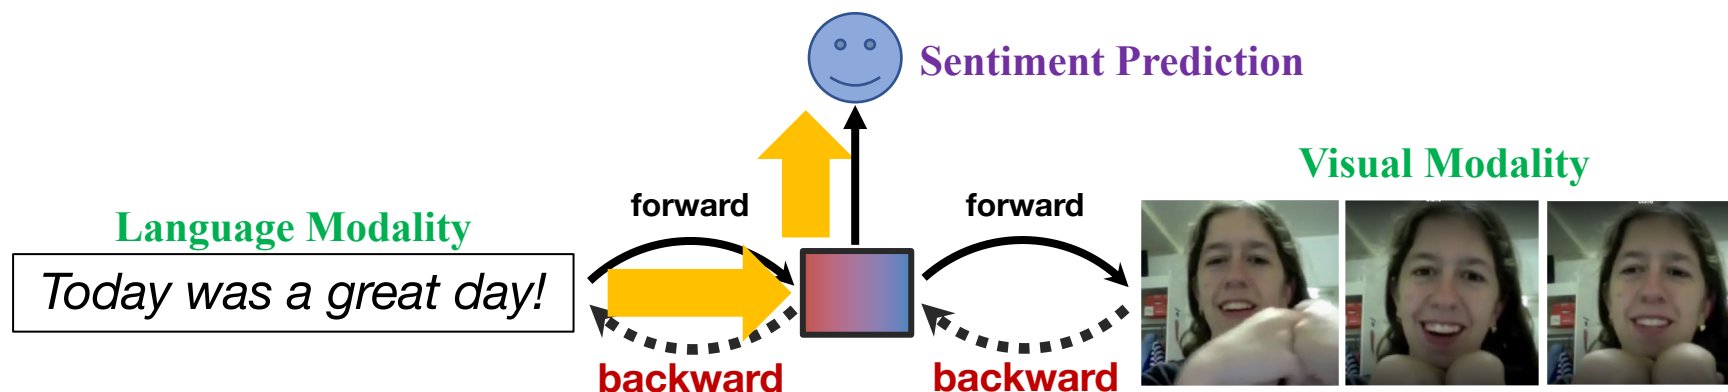 Sentiment Prediction
Visual Modality
forward
forward
Language Modality
Today was a great day!
backward
backward